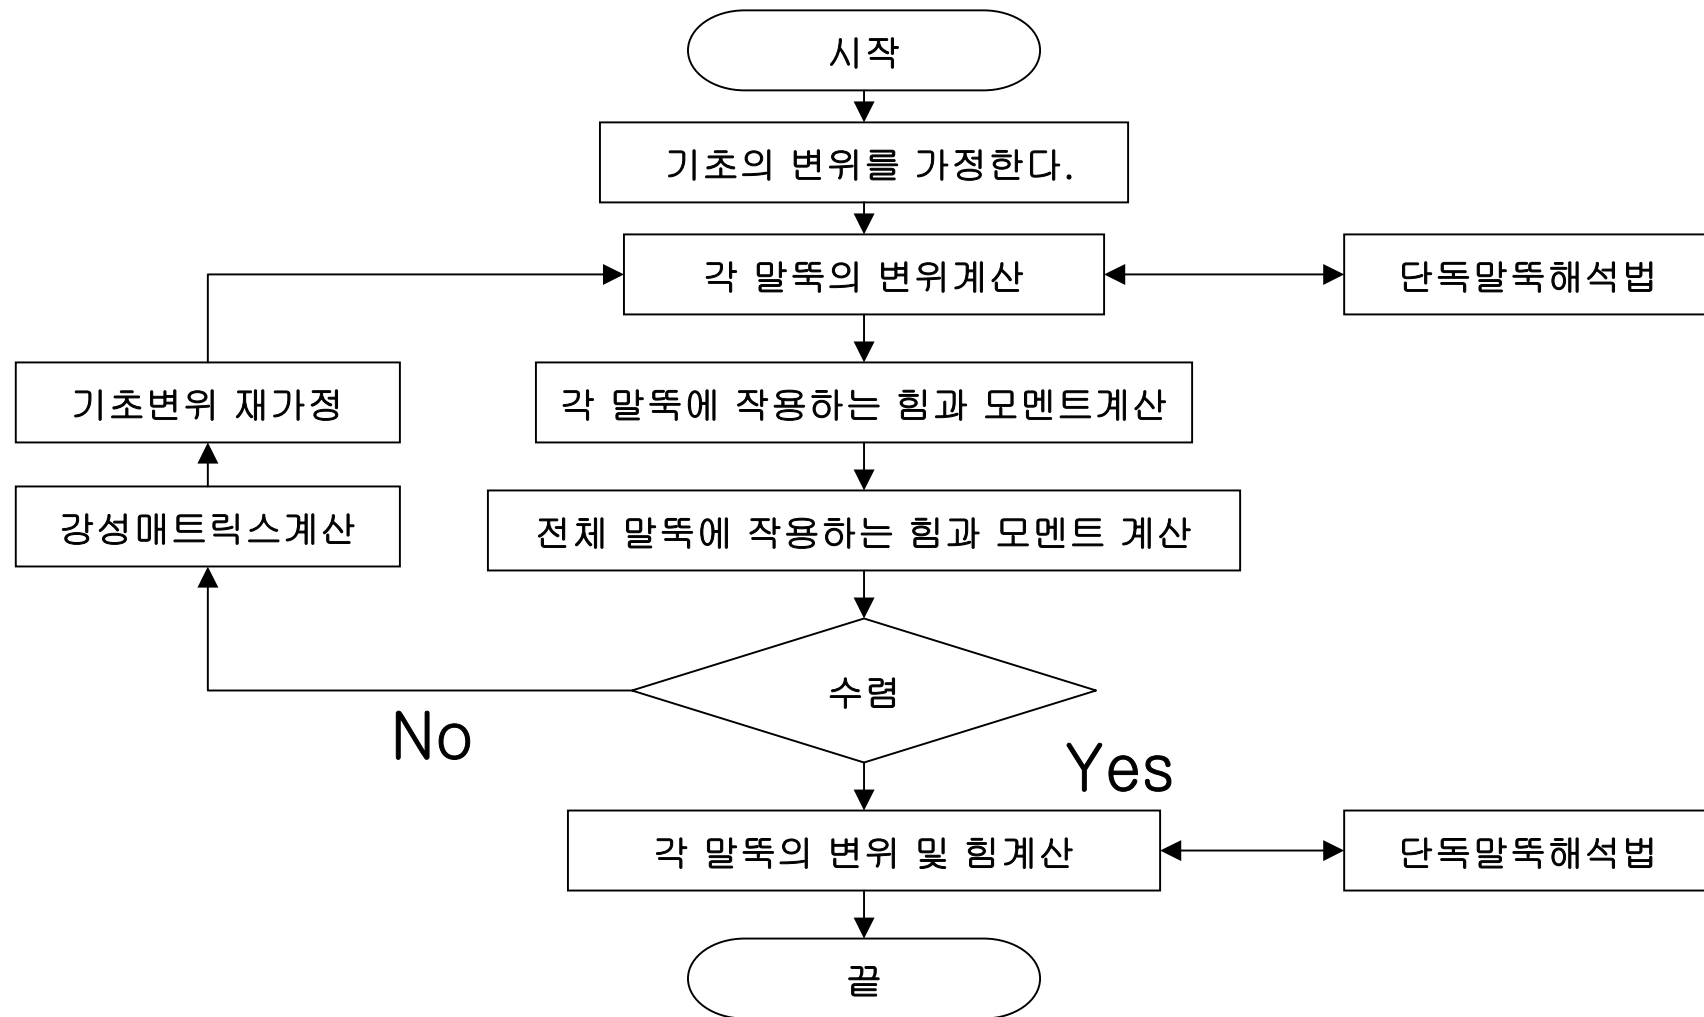 시작
기초의 변위를 가정한다.
각 말뚝의 변위계산
단독말뚝해석법
기초변위 재가정
각 말뚝에 작용하는 힘과 모멘트계산
강성매트릭스계산
전체 말뚝에 작용하는 힘과 모멘트 계산
수렴
No
Yes
각 말뚝의 변위 및 힘계산
단독말뚝해석법
끝